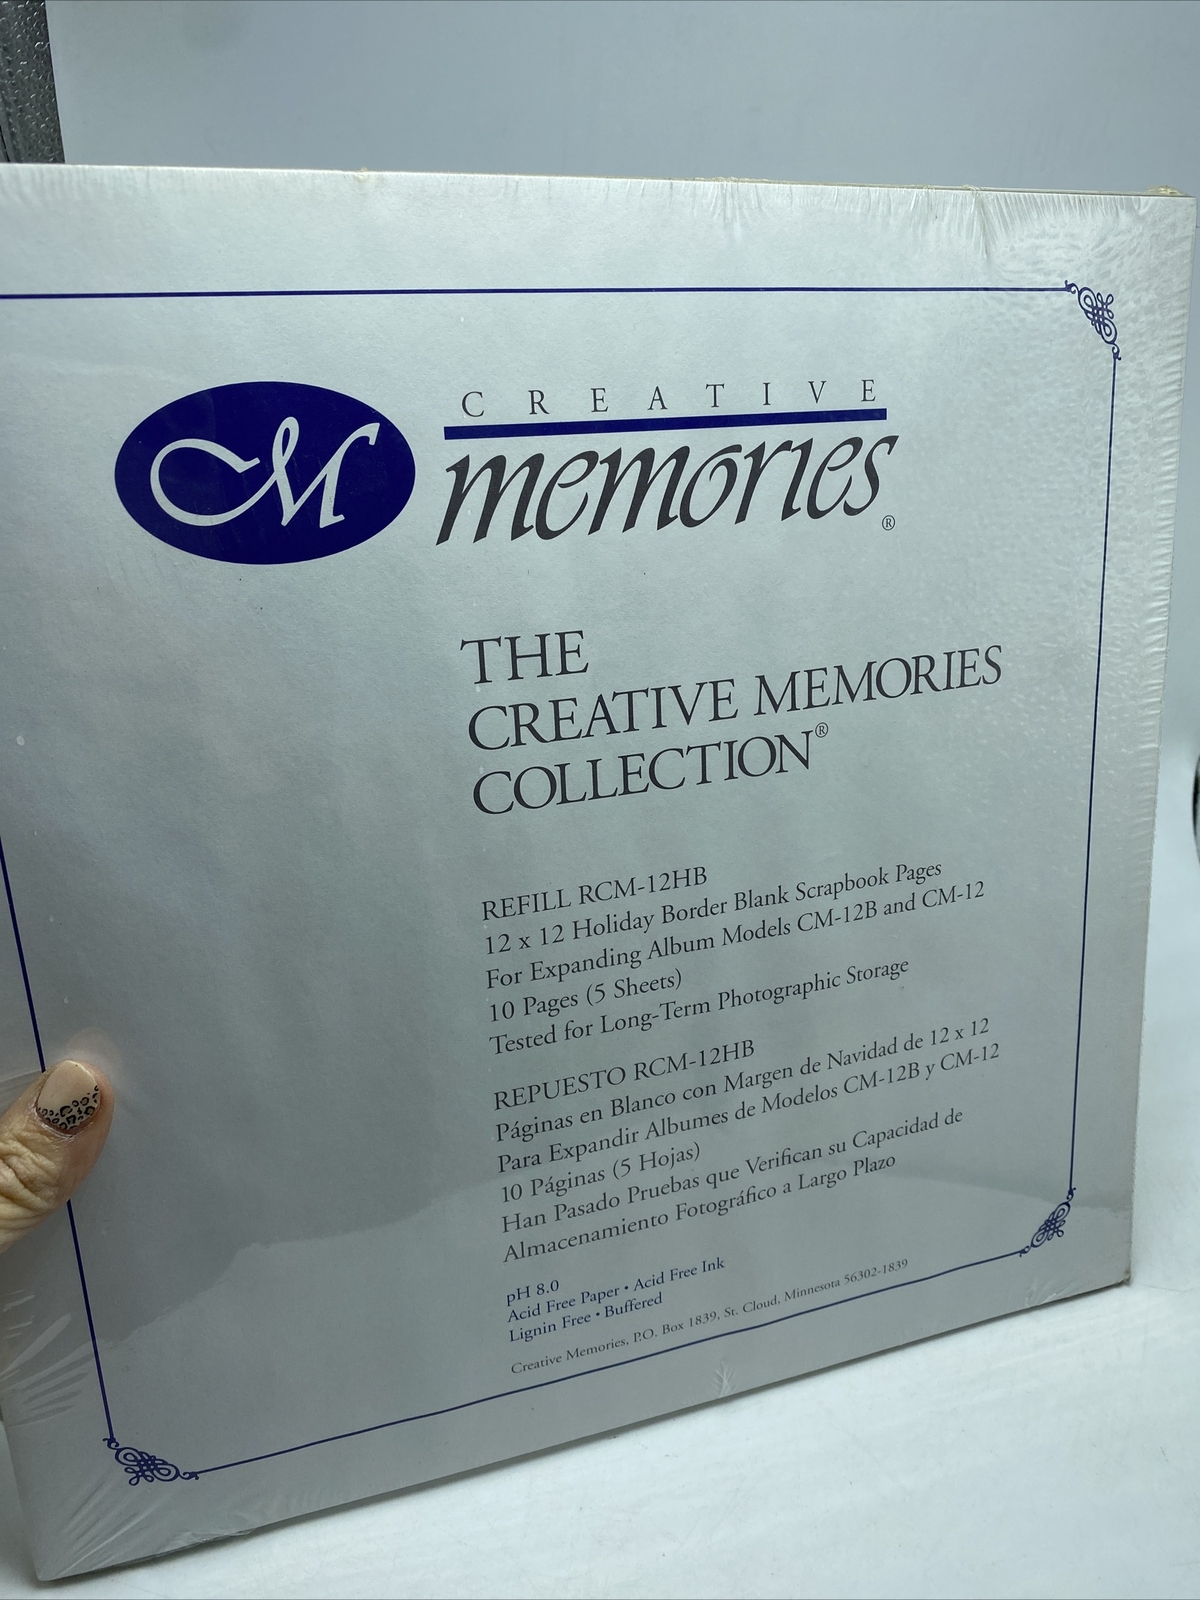 CM
CREATIVE
memories®
THE
CREATIVE MEMORIES
COLLECTION®
REFILL RCM-12HB
12 x 12 Holiday Border Blank Scrapbook Pages
For Expanding Album Models CM-12B and CM-12
10 Pages (5 Sheets)
Tested for Long-Term Photographic Storage
REPUESTO RCM-12HB
Páginas en Blanco con Margen de Navidad de 12 x 12
Para Expandir Albumes de Modelos CM-12B y CM-12
10 Páginas (5 Hojas)
Han Pasado Pruebas que Verifican su Capacidad de
Almacenamiento Fotográfico a Largo Plazo
pH 8.0
Acid Free Paper • Acid Free Ink
Lignin Free • Buffered
Creative Memories, P.O. Box 1839, St. Cloud, Minnesota 56302-1839